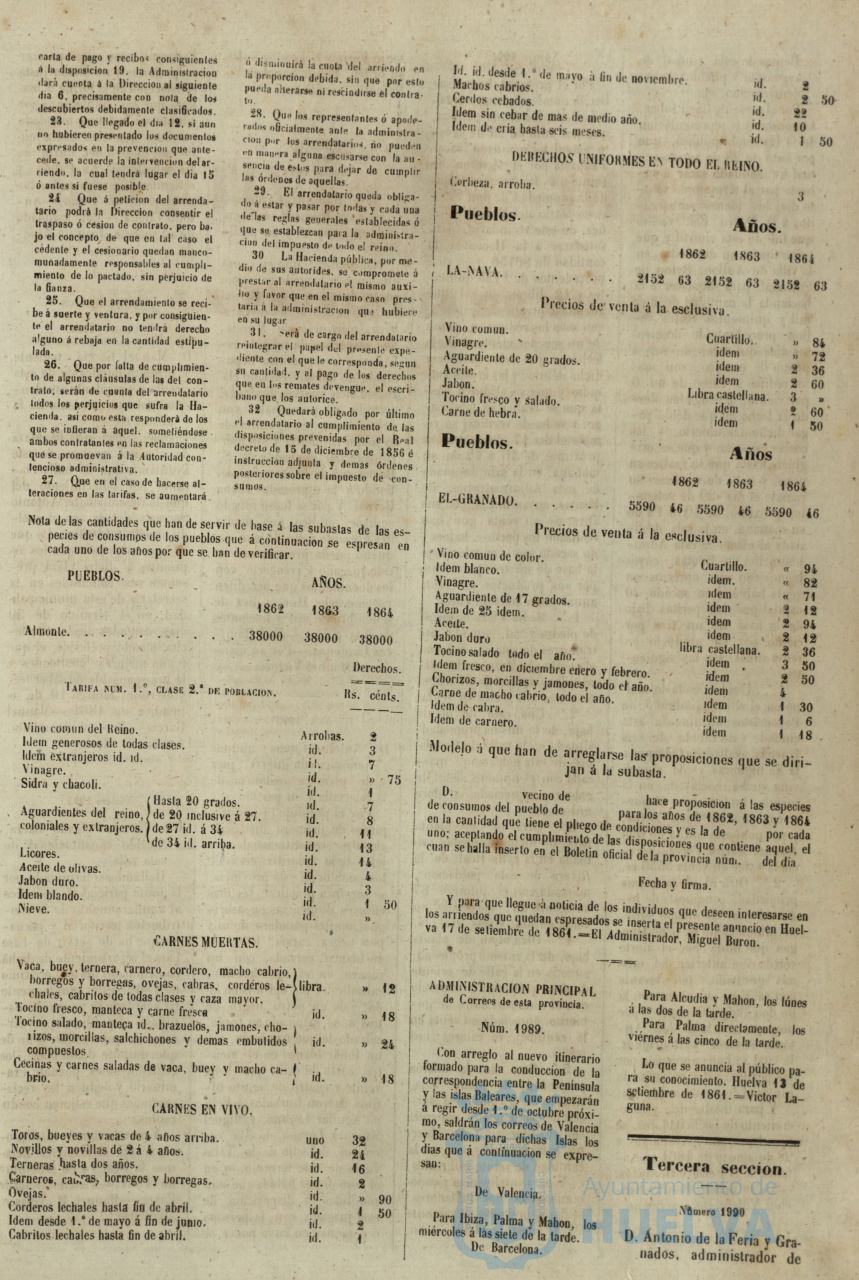 carta de pago y recibos consiguientes
á la disposicion 19, la Administracion
dará cuenta á la Direccion al siguiente
dia 6, precisamente con nota de los
descubiertos debidamente clasificados.
23. Que llegado el dia 12, si aun
no hubieren presentado los documentos
expresados en la prevencion que ante-
cede, se acuerde la intervencion del ar-
riendo, la cual tendrá lugar el dia 15
ó antes si fuese posible.
24 Que á peticion del arrenda-
tario podrá la Direccion consentir el
traspaso ó cesion de contrato, pero ba-
jo el concepto, de que en tal caso el
cedente y el cesionario quedan manco-
munadamente responsables al cumpli-
miento de lo pactado, sin perjuicio de
la fianza.
25. Que el arrendamiento se reci-
be á suerte y ventura, y por consiguien-
te el arrendatario no tendrá derecho
alguno á rebaja en la cantidad estipu-
lada.
26. Que por falta de cumplimien-
to de algunas cláusulas de las del con-
trato, serán de cuenta del arrendatario
todos los perjuicios que sufra la Ha-
cienda, asi como esta responderá de los
que se infieran á aquel, sometiéndose
ambos contratantes en las reclamaciones
que se promuevan á la Autoridad con-
tencioso administrativa.
27. Que en el caso de hacerse al-
teraciones en las tarifas, se aumentará
ó disminuirá la cuota del arriendo en
la proporcion debida, sin que por esto
pueda alterarse ni rescindirse el contra-
to.
28. Que los representantes ó apode-
rados oficialmente ante la administra-
cion por los arrendatarios, no pueden
en manera alguna escusarse con la au-
sencia de estos para dejar de cumplir
las órdenes de aquellas.
29. El arrendatario queda obliga-
do á estar y pasar por todas y cada una
de las reglas generales establecidas ó
que se establezcan para la administra-
cion del impuesto de todo el reino.
30 La Hacienda pública, por me-
dio de sus autorides, se compromete á
prestar al arrendatario el mismo auxi-
lio y favor que en el mismo caso pres-
taria á la administracion que hubiere
en su lugar
31. Será de cargo del arrendatario
reintegrar el papel del presente expe-
diente con el que le corresponda, segun
su cantidad, y al pago de los derechos
que en los remates devengue, el escri-
bano que los autorice.
32 Quedará obligado por último
el arrendatario al cumplimiento de las
disposiciones prevenidas por el Real
decreto de 15 de diciembre de 1856 é
instruccion adjunta y demas órdenes
posteriores sobre el impuesto de con-
sumos.
Nota de las cantidades que han de servir de base á las subastas de las es-
pecies de consumos de los pueblos que á continuacion se espresan en
cada uno de los años por que se han de verificar.
PUEBLOS. AÑOS.
1862 1863 1864
Almonte. . . . . . . . . . . 38000 38000 38000
Derechos.
TARIFA NUM. 1.º, CLASE 2.ª DE POBLACION. Rs. cénts.
Vino comun del Reino. Arrobas. 2
Idem generosos de todas clases. id. 3
Idem extranjeros id. id. id. 7
Vinagre. id. » 75
Sidra y chacoli. id. 1
Aguardientes del reino, coloniales y extranjeros. Hasta 20 grados. id. 7
de 20 inclusive á 27. id. 8
de 27 id. á 34 id. 11
de 34 id. arriba. id. 13
Licores. id. 14
Aceite de olivas. id. 4
Jabon duro. id. 3
Idem blando. id. 1 50
Nieve. id. »
CARNES MUERTAS.
Vaca, buey, ternera, carnero, cordero, macho cabrio,
borregos y borregas, ovejas, cabras, corderos le- libra. » 12
chales, cabritos de todas clases y caza mayor.
Tocino fresco, manteca y carne fresca id. » 18
Tocino salado, manteca id., brazuelos, jamones, cho-
rizos, morcillas, salchichones y demas embutidos id. » 24
compuestos
Cecinas y carnes saladas de vaca, buey y macho ca-
brio. id. » 18
CARNES EN VIVO.
Toros, bueyes y vacas de 4 años arriba. uno 32
Novillos y novillas de 2 á 4 años. id. 24
Terneras hasta dos años. id. 16
Carneros, cabras, borregos y borregas. id. 2
Ovejas. id. » 90
Corderos lechales hasta fin de abril. id. 1 50
Idem desde 1.º de mayo á fin de junio. id. 2
Cabritos lechales hasta fin de abril. id. 1
Id. id. desde 1.º de mayo á fin de noviembre. id. 2
Machos cabrios. id. 2 50
Cerdos cebados. id. 22
Idem sin cebar de mas de medio año. id. 10
Idem de cria hasta seis meses. id. 1 50
DERECHOS UNIFORMES EN TODO EL REINO.
Cerbeza, arroba. 3
Pueblos. Años.
1862 1863 1864
LA-NAVA. . . . . . 2152 63 2152 63 2152 63
Precios de venta á la esclusiva.
Vino comun. Cuartillo. » 84
Vinagre. idem » 72
Aguardiente de 20 grados. idem 2 36
Aceite. idem 2 60
Jabon. Libra castellana. 3 »
Tocino fresco y salado. idem 2 60
Carne de hebra. idem 1 50
Pueblos. Años
1862 1863 1864
EL-GRANADO. . . . . . 5590 46 5590 46 5590 46
Precios de venta á la esclusiva.
Vino comun de color. Cuartillo. « 94
Idem blanco. idem. « 82
Vinagre. idem « 71
Aguardiente de 17 grados. idem 2 12
Idem de 25 idem. idem 2 94
Aceite. idem 2 12
Jabon duro libra castellana. 2 36
Tocino salado todo el año. idem 3 50
Idem fresco, en diciembre enero y febrero. idem 2 50
Chorizos, morcillas y jamones, todo el año. idem 4
Carne de macho cabrio, todo el año. idem 1 30
Idem de cabra. idem 1 6
Idem de carnero. idem 1 18
Modelo á que han de arreglarse las proposiciones que se diri-
jan á la subasta.
D. vecino de hace proposicion á las especies
de consumos del pueblo de para los años de 1862, 1863 y 1864
en la cantidad que tiene el pliego de condiciones y es la de por cada
uno; aceptando el cumplimiento de las disposiciones que contiene aquel, el
cuan se halla inserto en el Boletin oficial de la provincia núm. del dia
Fecha y firma.
Y para que llegue á noticia de los individuos que deseen interesarse en
los arriendos que quedan espresados se inserta el presente anuncio en Huel-
va 17 de setiembre de 1861.=El Administrador, Miguel Buron.
ADMINISTRACION PRINCIPAL
de Correos de esta provincia.
Núm. 1989.
Con arreglo al nuevo itinerario
formado para la conduccion de la
correspondencia entre la Península
y las islas Baleares, que empezarán
á regir desde 1.º de octubre próxi-
mo, saldrán los correos de Valencia
y Barcelona para dichas Islas los
dias que á continuacion se expre-
san:
De Valencia.
Para Ibiza, Palma y Mahon, los
miércoles á las siete de la tarde.
De Barcelona.
Para Alcudia y Mahon, los lúnes
á las dos de la tarde.
Para Palma directamente, los
viernes á las cinco de la tarde.
Lo que se anuncia al público pa-
ra su conocimiento. Huelva 13 de
setiembre de 1861.=Victor La-
guna.
Tercera seccion.
Número 1990
D. Antonio de la Feria y Gra-
nados, administrador de
Ayuntamiento de
HUELVA